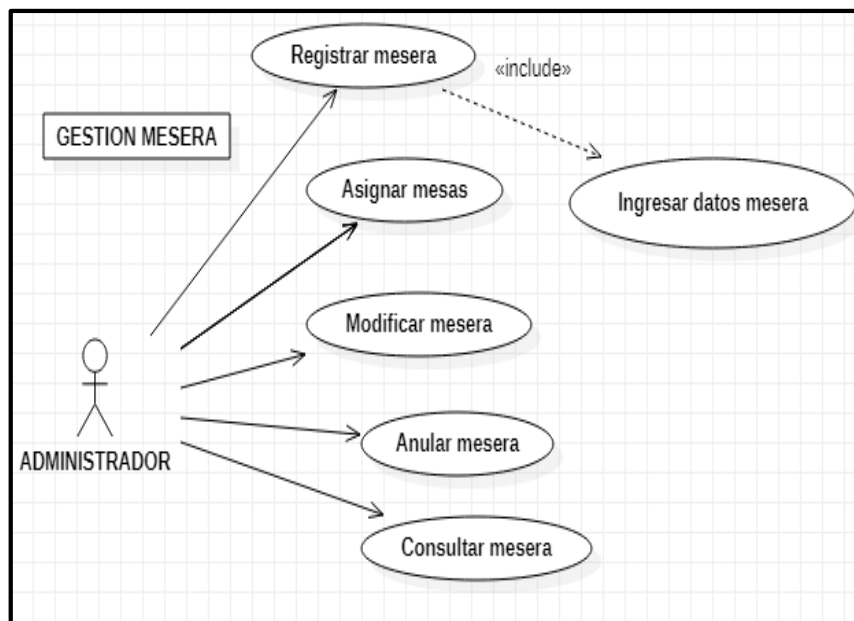 Registrar mesera
«include»
GESTION MESERA
Asignar mesas
Ingresar datos mesera
Modificar mesera
Anular mesera
ADMINISTRADOR
Consultar mesera